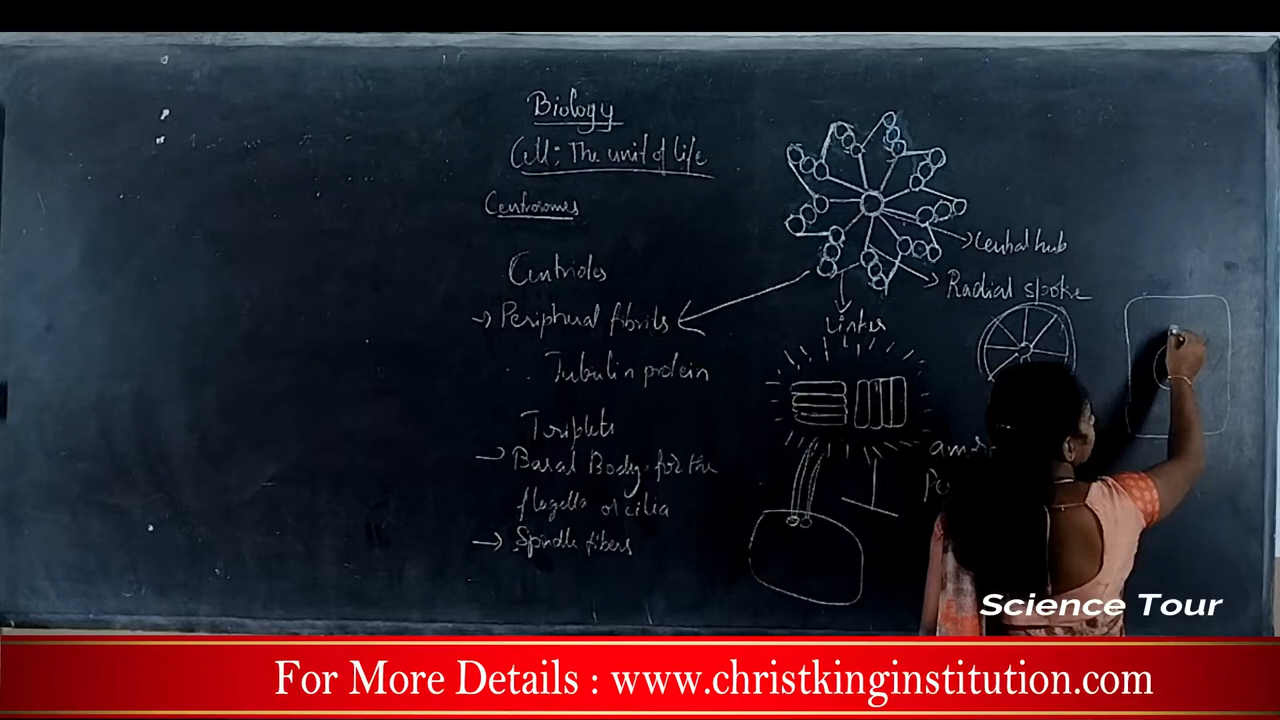 Biology
Cell: The unit of life
Centrosomes
Centrioles
→ Peripheral fibrils
Tubulin protein
Triplets
→ Basal Body for the
flagella or cilia
→ Spindle fibers
Central hub
Radial spoke
Linker
Science Tour
For More Details : www.christkinginstitution.com